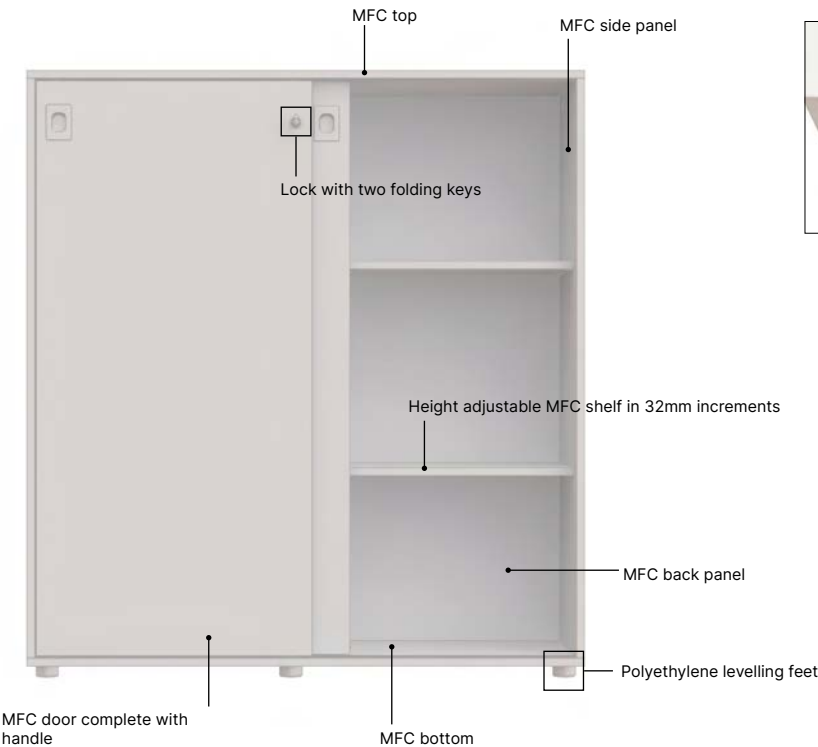 MFC top
MFC side panel
Lock with two folding keys
Height adjustable MFC shelf in 32mm increments
MFC back panel
Polyethylene levelling feet
MFC door complete with
handle
MFC bottom